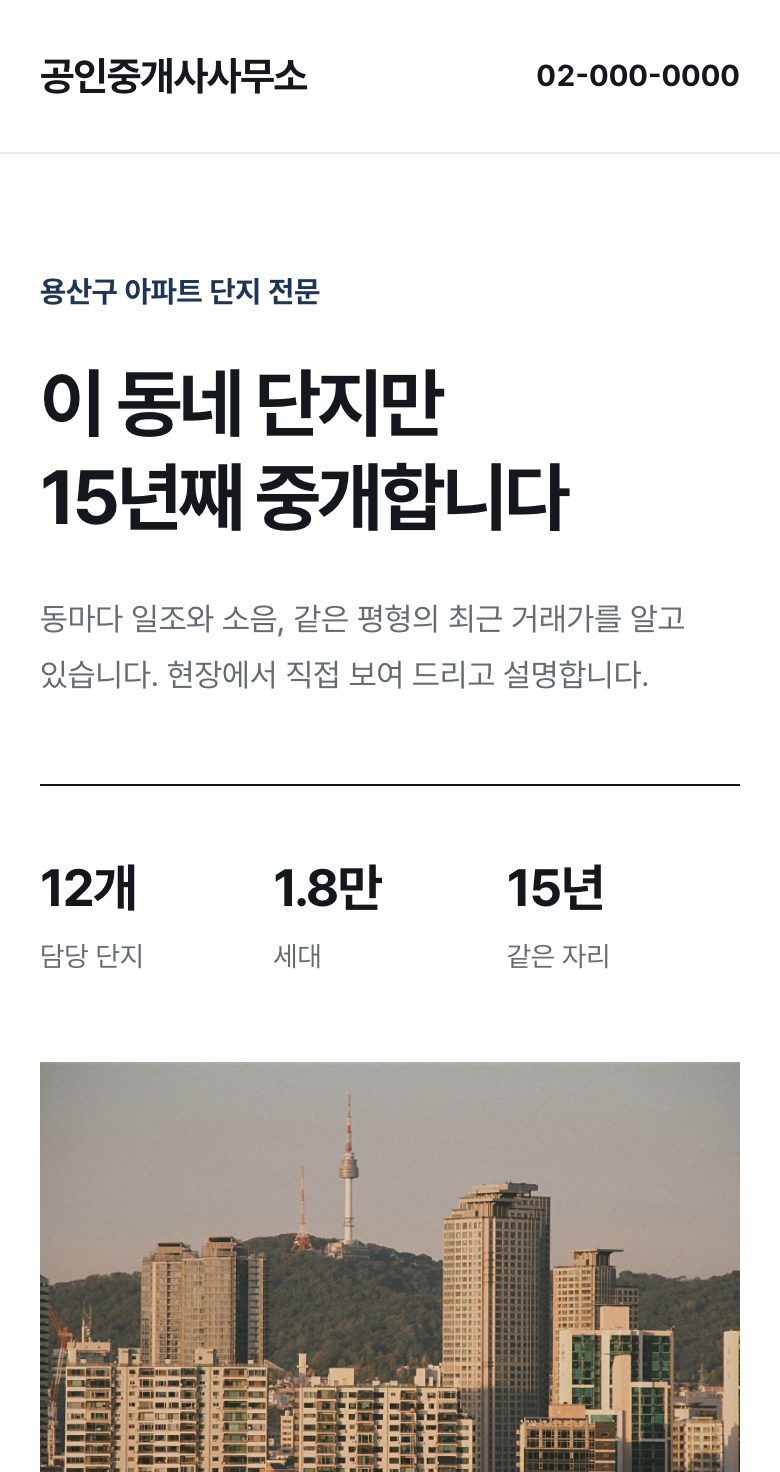 공인중개사사무소
02-000-0000
용산구 아파트 단지 전문
이 동네 단지만
15년째 중개합니다
동마다 일조와 소음, 같은 평형의 최근 거래가를 알고
있습니다. 현장에서 직접 보여 드리고 설명합니다.
12개
1.8만
15년
담당 단지
세대
같은 자리